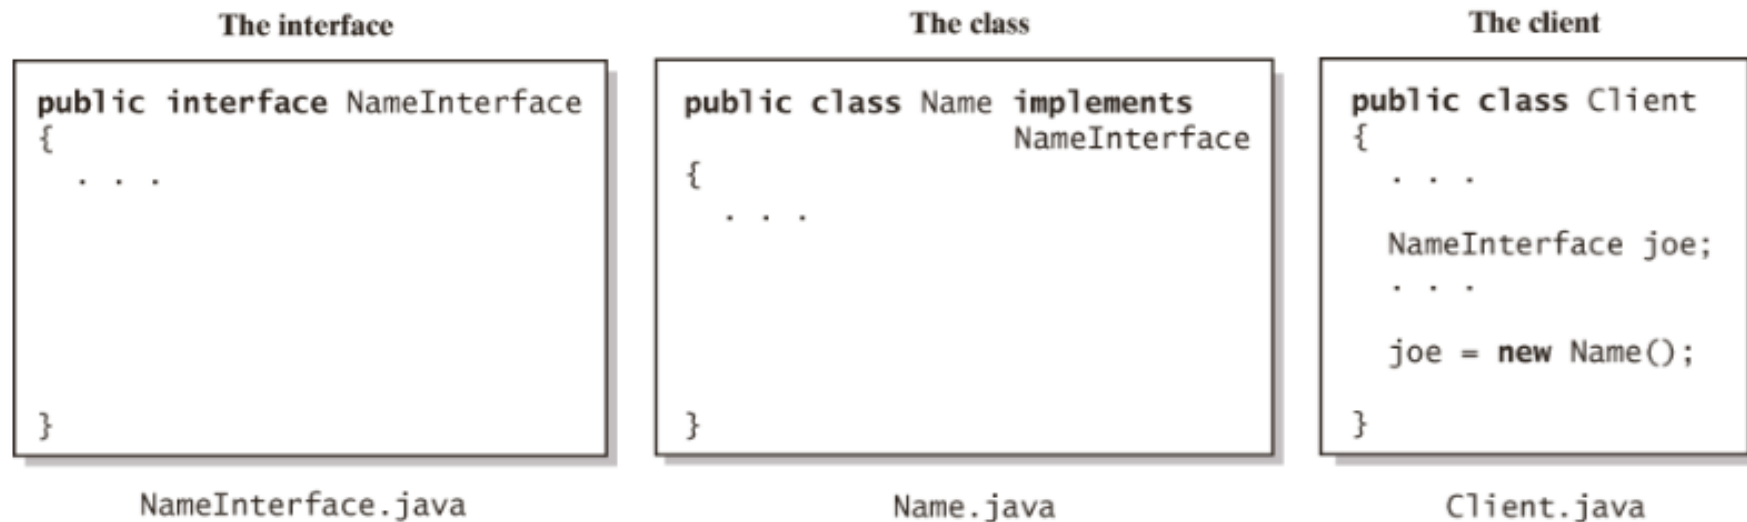 The interface
public interface NameInterface
{
. . .
}
NameInterface.java
The class
public class Name implements
NameInterface
{
. . .
}
Name.java
The client
public class Client
{
. . .
NameInterface joe;
. . .
joe = new Name();
}
Client.java